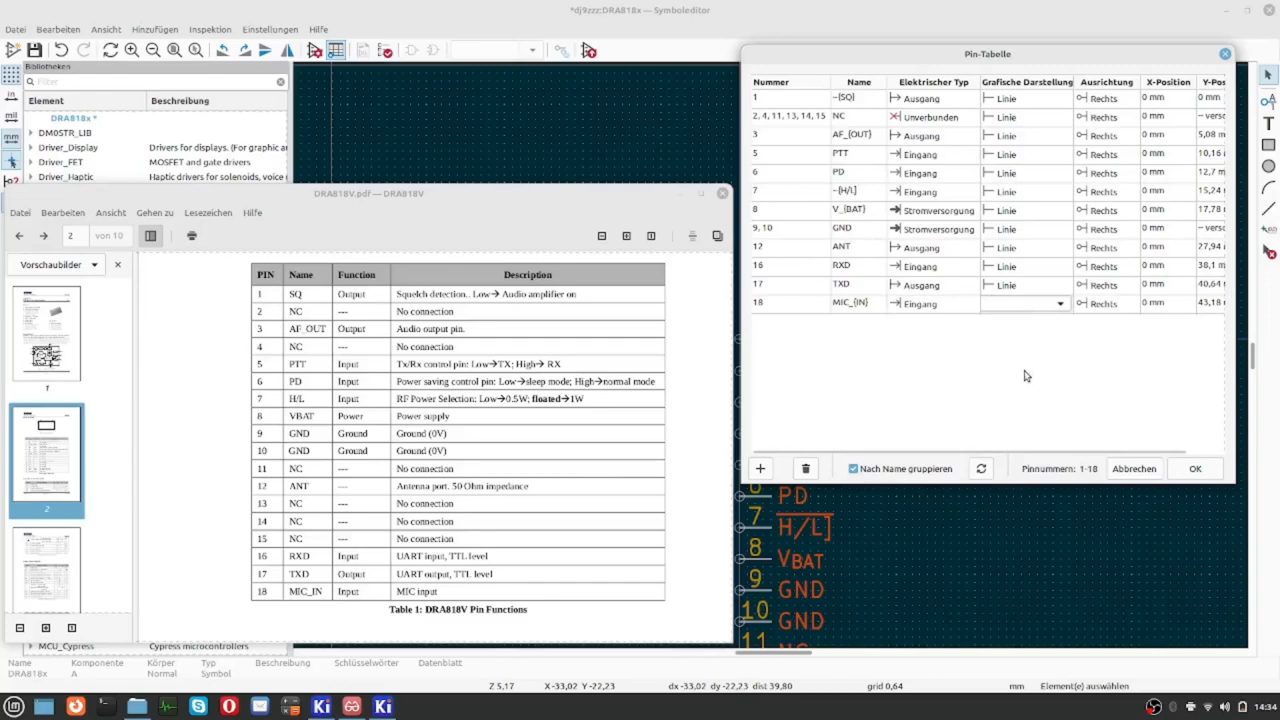 *dj9zzz:DRA818x — Symboleditor
Datei Bearbeiten Ansicht Hinzufügen Inspektion Einstellungen Hilfe
Bibliotheken
Filter
Element Beschreibung
DRA818x *
DM0STR_LIB
Driver_Display Drivers for displays. (For graphic ar
Driver_FET MOSFET and gate drivers
Driver_Haptic Haptic drivers for solenoids, voice
in
mil
mm
Pin-Tabelle
Nummer Name Elektrischer Typ Grafische Darstellung Ausrichtung X-Position Y-Pos
1 ~{SQ} Ausgang Linie Rechts 0 mm 0 mm
2, 4, 11, 13, 14, 15 NC Unverbunden Linie Rechts 0 mm -- versc
3 AF_{OUT} Ausgang Linie Rechts 0 mm 5,08 m
5 PTT Eingang Linie Rechts 0 mm 10,16 r
6 PD Eingang Linie Rechts 0 mm 12,7 m
7 ~{H/L} Eingang Linie Rechts 0 mm 15,24 r
8 V_{BAT} Stromversorgung Linie Rechts 0 mm 17,78 r
9, 10 GND Stromversorgung Linie Rechts 0 mm -- versc
12 ANT Ausgang Linie Rechts 0 mm 27,94 r
16 RXD Eingang Linie Rechts 0 mm 38,1 m
17 TXD Ausgang Linie Rechts 0 mm 40,64 r
18 MIC_{IN} Eingang Rechts 0 mm 43,18 r
Nach Name gruppieren Pinnummern: 1-18 Abbrechen OK
DRA818V.pdf — DRA818V
Datei Bearbeiten Ansicht Gehen zu Lesezeichen Hilfe
2 von 10
Vorschaubilder
1
2
PIN Name Function Description
1 SQ Output Squelch detection.. Low→ Audio amplifier on
2 NC --- No connection
3 AF_OUT Output Audio output pin.
4 NC --- No connection
5 PTT Input Tx/Rx control pin: Low→TX; High→ RX
6 PD Input Power saving control pin: Low→sleep mode; High→normal mode
7 H/L Input RF Power Selection: Low→0.5W; floated→1W
8 VBAT Power Power supply
9 GND Ground Ground (0V)
10 GND Ground Ground (0V)
11 NC --- No connection
12 ANT --- Antenna port. 50 Ohm impedance
13 NC --- No connection
14 NC --- No connection
15 NC --- No connection
16 RXD Input UART input, TTL level
17 TXD Output UART output, TTL level
18 MIC_IN Input MIC input
Table 1: DRA818V Pin Functions
6 PD
7 H/L]
8 VBAT
9 GND
10 GND
11 NC
MCU_Cypress Cypress microcontrollers
Name Komponente Körper Typ Beschreibung Schlüsselwörter Datenblatt
DRA818x A Normal Symbol
Z 5,17 X -33,02 Y -22,23 dx -33,02 dy -22,23 dist 39,80 grid 0,64 mm Element(e) auswählen
Ki Ki 14:34